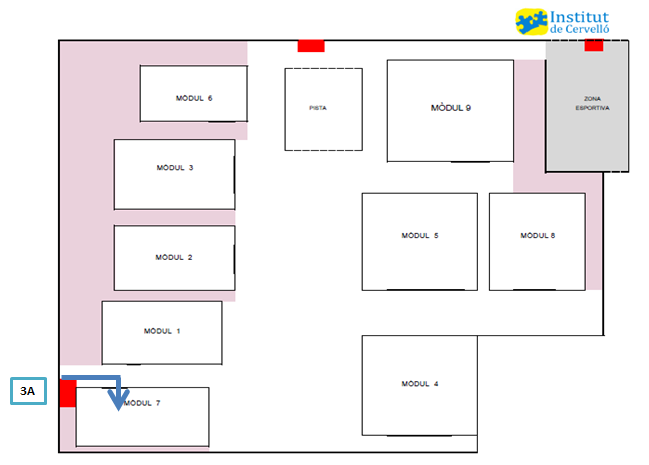 Institut
de Cervelló
MÒDUL 6
PISTA
MÒDUL 9
ZONA
ESPORTIVA
MÒDUL 3
MÒDUL 2
MÒDUL 5
MÒDUL 8
MÒDUL 1
3A
MÒDUL 7
MÒDUL 4